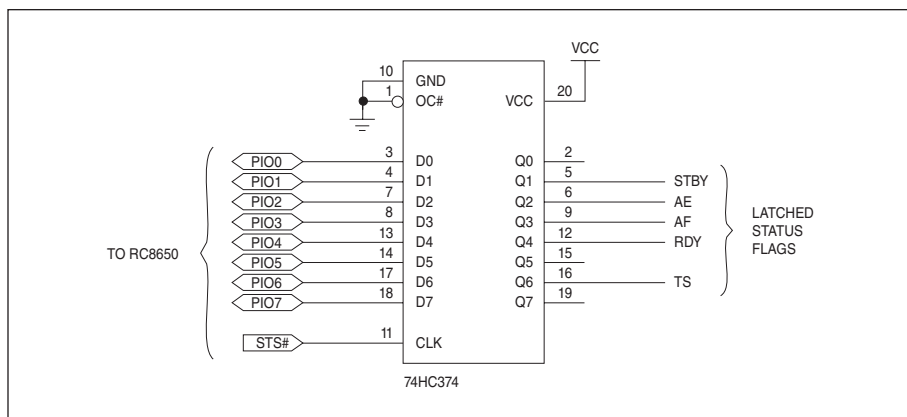 VCC
10 GND
1 OC# VCC 20
PIO0 3 D0 Q0 2
PIO1 4 D1 Q1 5 STBY
PIO2 7 D2 Q2 6 AE
PIO3 8 D3 Q3 9 AF
PIO4 13 D4 Q4 12 RDY
PIO5 14 D5 Q5 15
PIO6 17 D6 Q6 16 TS
PIO7 18 D7 Q7 19
TO RC8650
LATCHED
STATUS
FLAGS
STS# 11 CLK
74HC374